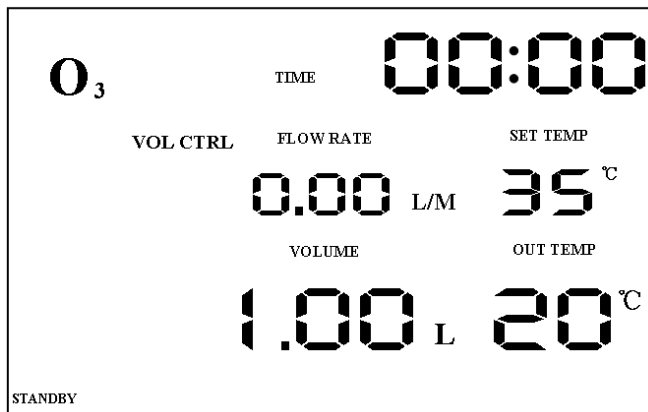 O3 TIME 00:00
VOL CTRL FLOW RATE SET TEMP
0.00 L/M 35 ℃
VOLUME OUT TEMP
1.00 L 20 ℃
STANDBY